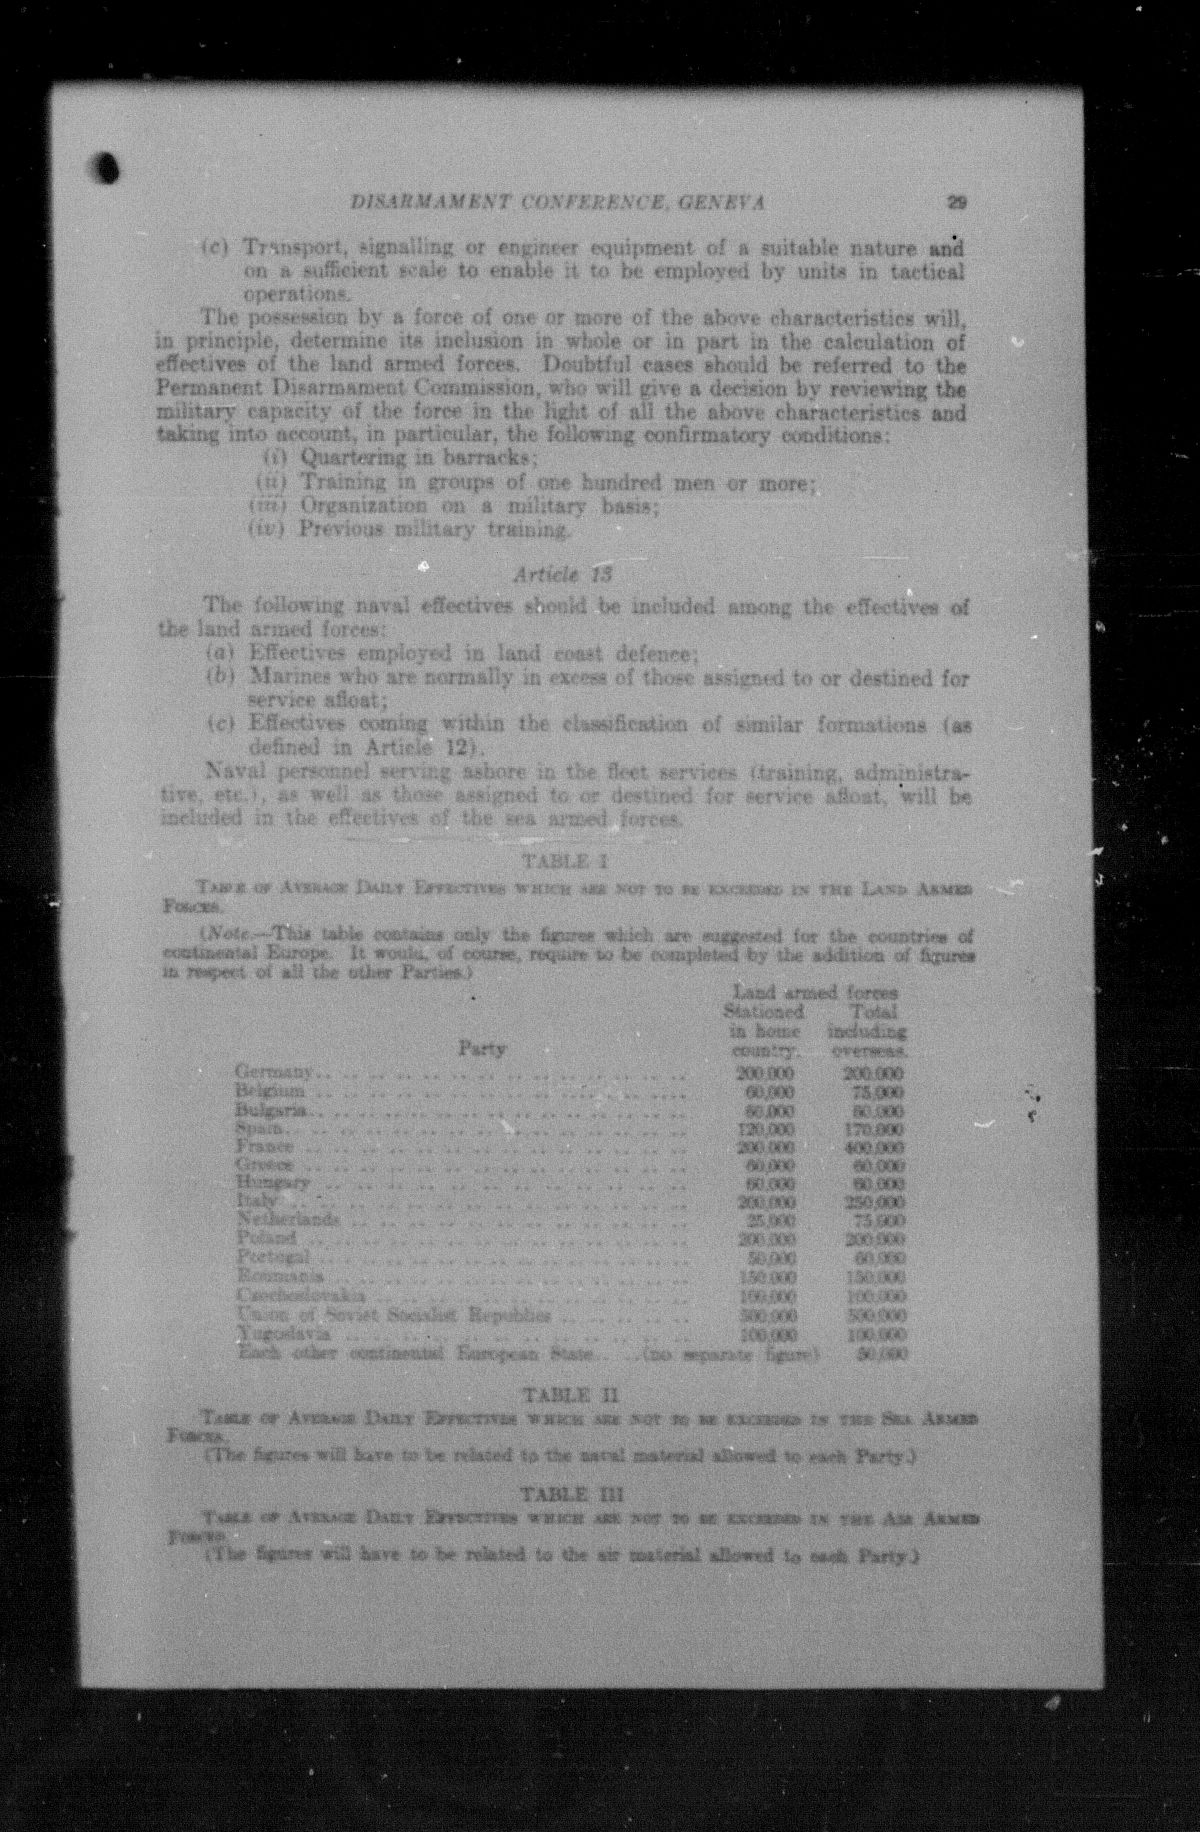 DISARMAMENT CONFERENCE, GENEVA 29
(c) Transport, signalling or engineer equipment of a suitable nature and
on a sufficient scale to enable it to be employed by units in tactical
operations.
The possession by a force of one or more of the above characteristics will,
in principle, determine its inclusion in whole or in part in the calculation of
effectives of the land armed forces. Doubtful cases should be referred to the
Permanent Disarmament Commission, who will give a decision by reviewing the
military capacity of the force in the light of all the above characteristics and
taking into account, in particular, the following confirmatory conditions:
(i) Quartering in barracks;
(ii) Training in groups of one hundred men or more;
(iii) Organization on a military basis;
(iv) Previous military training.
Article 13
The following naval effectives should be included among the effectives of
the land armed forces:
(a) Effectives employed in land coast defence;
(b) Marines who are normally in excess of those assigned to or destined for
service afloat;
(c) Effectives coming within the classification of similar formations (as
defined in Article 12).
Naval personnel serving ashore in the fleet services (training, administra-
tive, etc.), as well as those assigned to or destined for service afloat, will be
included in the effectives of the sea armed forces.
TABLE I
TABLE OF AVERAGE DAILY EFFECTIVES WHICH ARE NOT TO BE EXCEEDED IN THE LAND ARMED
FORCES.
(Note.—This table contains only the figures which are suggested for the countries of
continental Europe. It would, of course, require to be completed by the addition of figures
in respect of all the other Parties.)
Land armed forces
Stationed Total
in home including
Party country. overseas.
Germany.. .. .. .. .. .. .. .. .. .. .. .. .. .. 200,000 200,000
Belgium .. .. .. .. .. .. .. .. .. .. .. .. .. .. 60,000 75,000
Bulgaria.. .. .. .. .. .. .. .. .. .. .. .. .. .. 60,000 60,000
Spain.. .. .. .. .. .. .. .. .. .. .. .. .. .. .. 120,000 170,000
France .. .. .. .. .. .. .. .. .. .. .. .. .. .. 200,000 400,000
Greece .. .. .. .. .. .. .. .. .. .. .. .. .. .. 60,000 60,000
Hungary .. .. .. .. .. .. .. .. .. .. .. .. .. .. 60,000 60,000
Italy .. .. .. .. .. .. .. .. .. .. .. .. .. .. .. 200,000 250,000
Netherlands .. .. .. .. .. .. .. .. .. .. .. .. .. 25,000 75,000
Poland .. .. .. .. .. .. .. .. .. .. .. .. .. .. 200,000 200,000
Portugal .. .. .. .. .. .. .. .. .. .. .. .. .. .. 50,000 60,000
Roumania .. .. .. .. .. .. .. .. .. .. .. .. .. .. 150,000 150,000
Czechoslovakia .. .. .. .. .. .. .. .. .. .. .. .. 100,000 100,000
Union of Soviet Socialist Republics .. .. .. .. .. 500,000 500,000
Yugoslavia .. .. .. .. .. .. .. .. .. .. .. .. .. 100,000 100,000
Each other continental European State.. ..(no separate figure) 50,000
TABLE II
TABLE OF AVERAGE DAILY EFFECTIVES WHICH ARE NOT TO BE EXCEEDED IN THE SEA ARMED
FORCES.
(The figures will have to be related to the naval material allowed to each Party.)
TABLE III
TABLE OF AVERAGE DAILY EFFECTIVES WHICH ARE NOT TO BE EXCEEDED IN THE AIR ARMED
FORCES.
(The figures will have to be related to the air material allowed to each Party.)